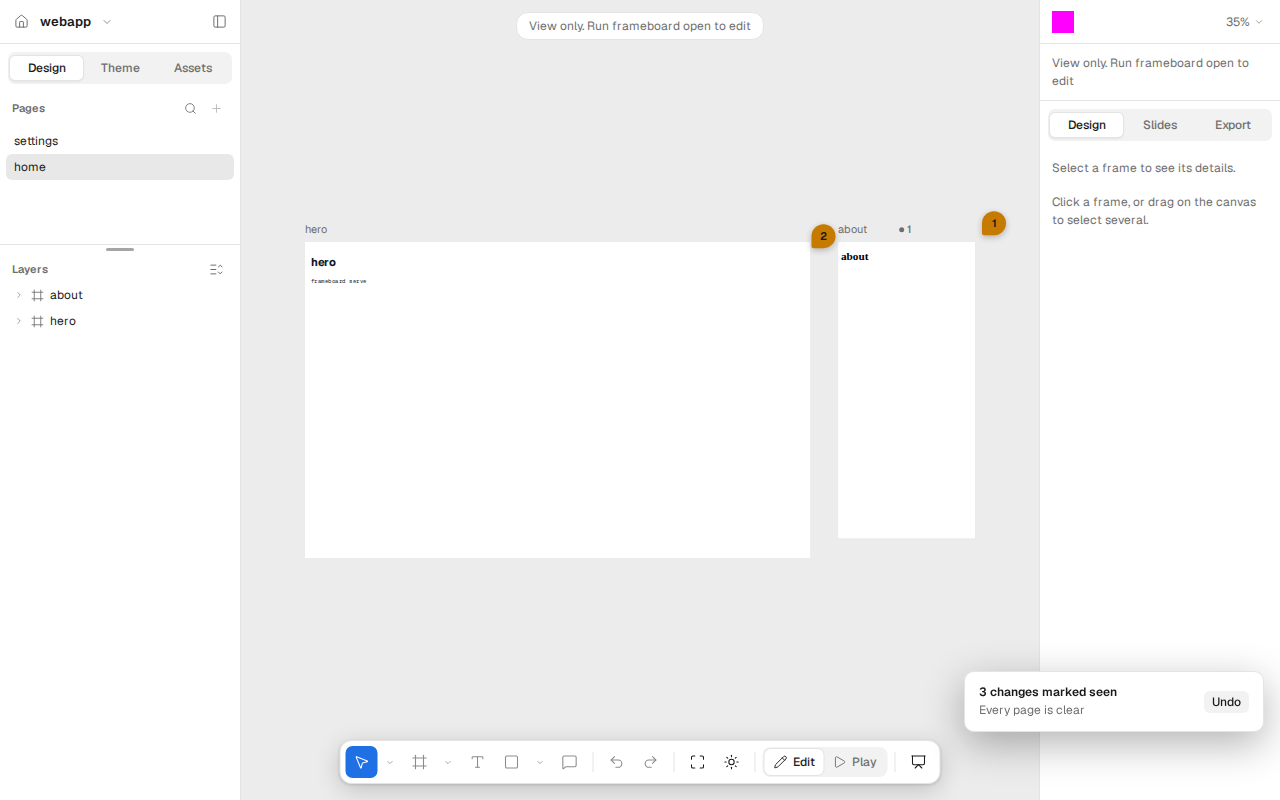 webapp
View only. Run frameboard open to edit
35%
View only. Run frameboard open to
edit
Design
Theme
Assets
Design
Slides
Export
Pages
settings
home
Select a frame to see its details.
Click a frame, or drag on the canvas
to select several.
hero
2
about
1
1
hero
frameboard serve
about
Layers
about
hero
3 changes marked seen
Every page is clear
Undo
Edit
Play